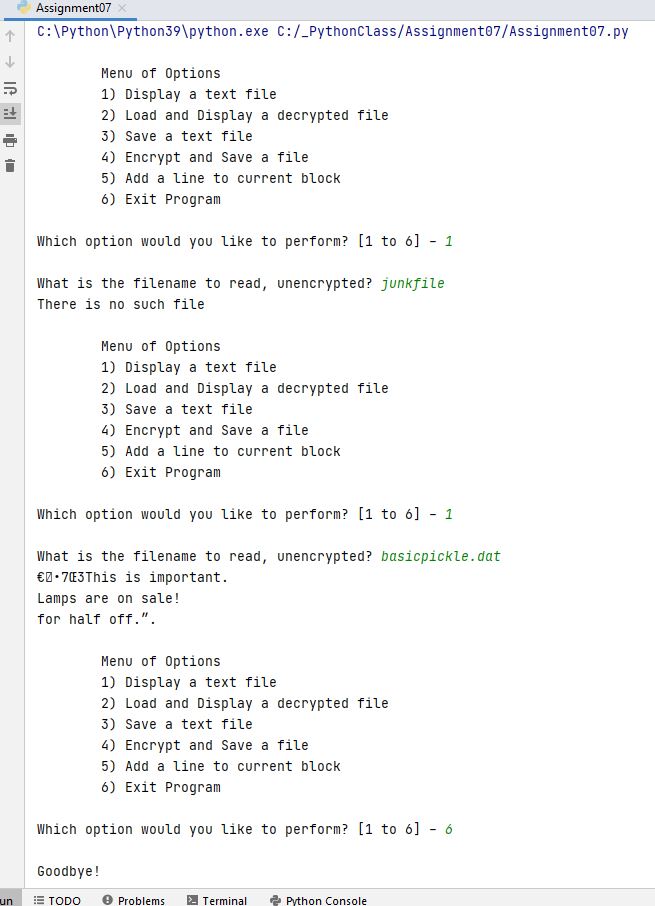 Assignment07
C:\Python\Python39\python.exe C:/_PythonClass/Assignment07/Assignment07.py
Menu of Options
1) Display a text file
2) Load and Display a decrypted file
3) Save a text file
4) Encrypt and Save a file
5) Add a line to current block
6) Exit Program
Which option would you like to perform? [1 to 6] - 1
What is the filename to read, unencrypted? junkfile
There is no such file
Menu of Options
1) Display a text file
2) Load and Display a decrypted file
3) Save a text file
4) Encrypt and Save a file
5) Add a line to current block
6) Exit Program
Which option would you like to perform? [1 to 6] - 1
What is the filename to read, unencrypted? basicpickle.dat
€•7Œ3This is important.
Lamps are on sale!
for half off.”.
Menu of Options
1) Display a text file
2) Load and Display a decrypted file
3) Save a text file
4) Encrypt and Save a file
5) Add a line to current block
6) Exit Program
Which option would you like to perform? [1 to 6] - 6
Goodbye!
un TODO Problems Terminal Python Console